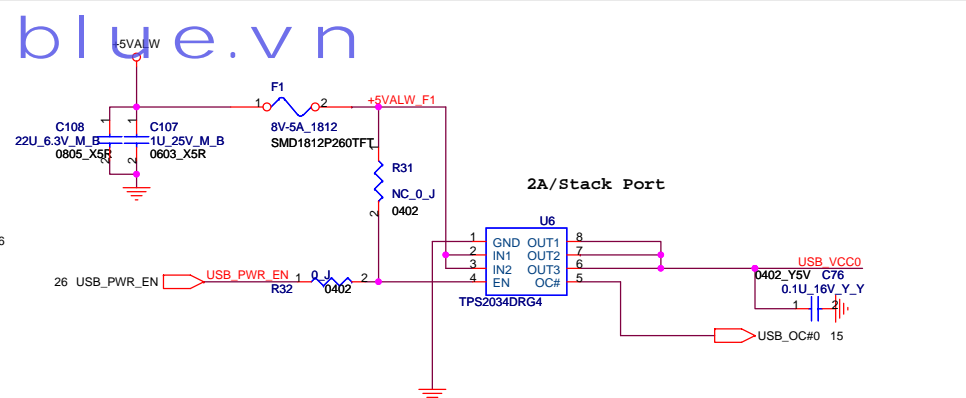 blue.vn
+5VALW
F1
1 2
+5VALW_F1
8V-5A_1812
SMD1812P260TFT
C108
22U_6.3V_M_B
0805_X5R
1
2
C107
1U_25V_M_B
0603_X5R
1
2
1
R31
NC_0_J
0402
2
2A/Stack Port
6
U6
1 GND OUT1 8
2 IN1 OUT2 7
3 IN2 OUT3 6
4 EN OC# 5
TPS2034DRG4
26 USB_PWR_EN
USB_PWR_EN 1 0_J 2
R32 0402
USB_VCC0
0402_Y5V C76
0.1U_16V_Y_Y
1 2
USB_OC#0 15